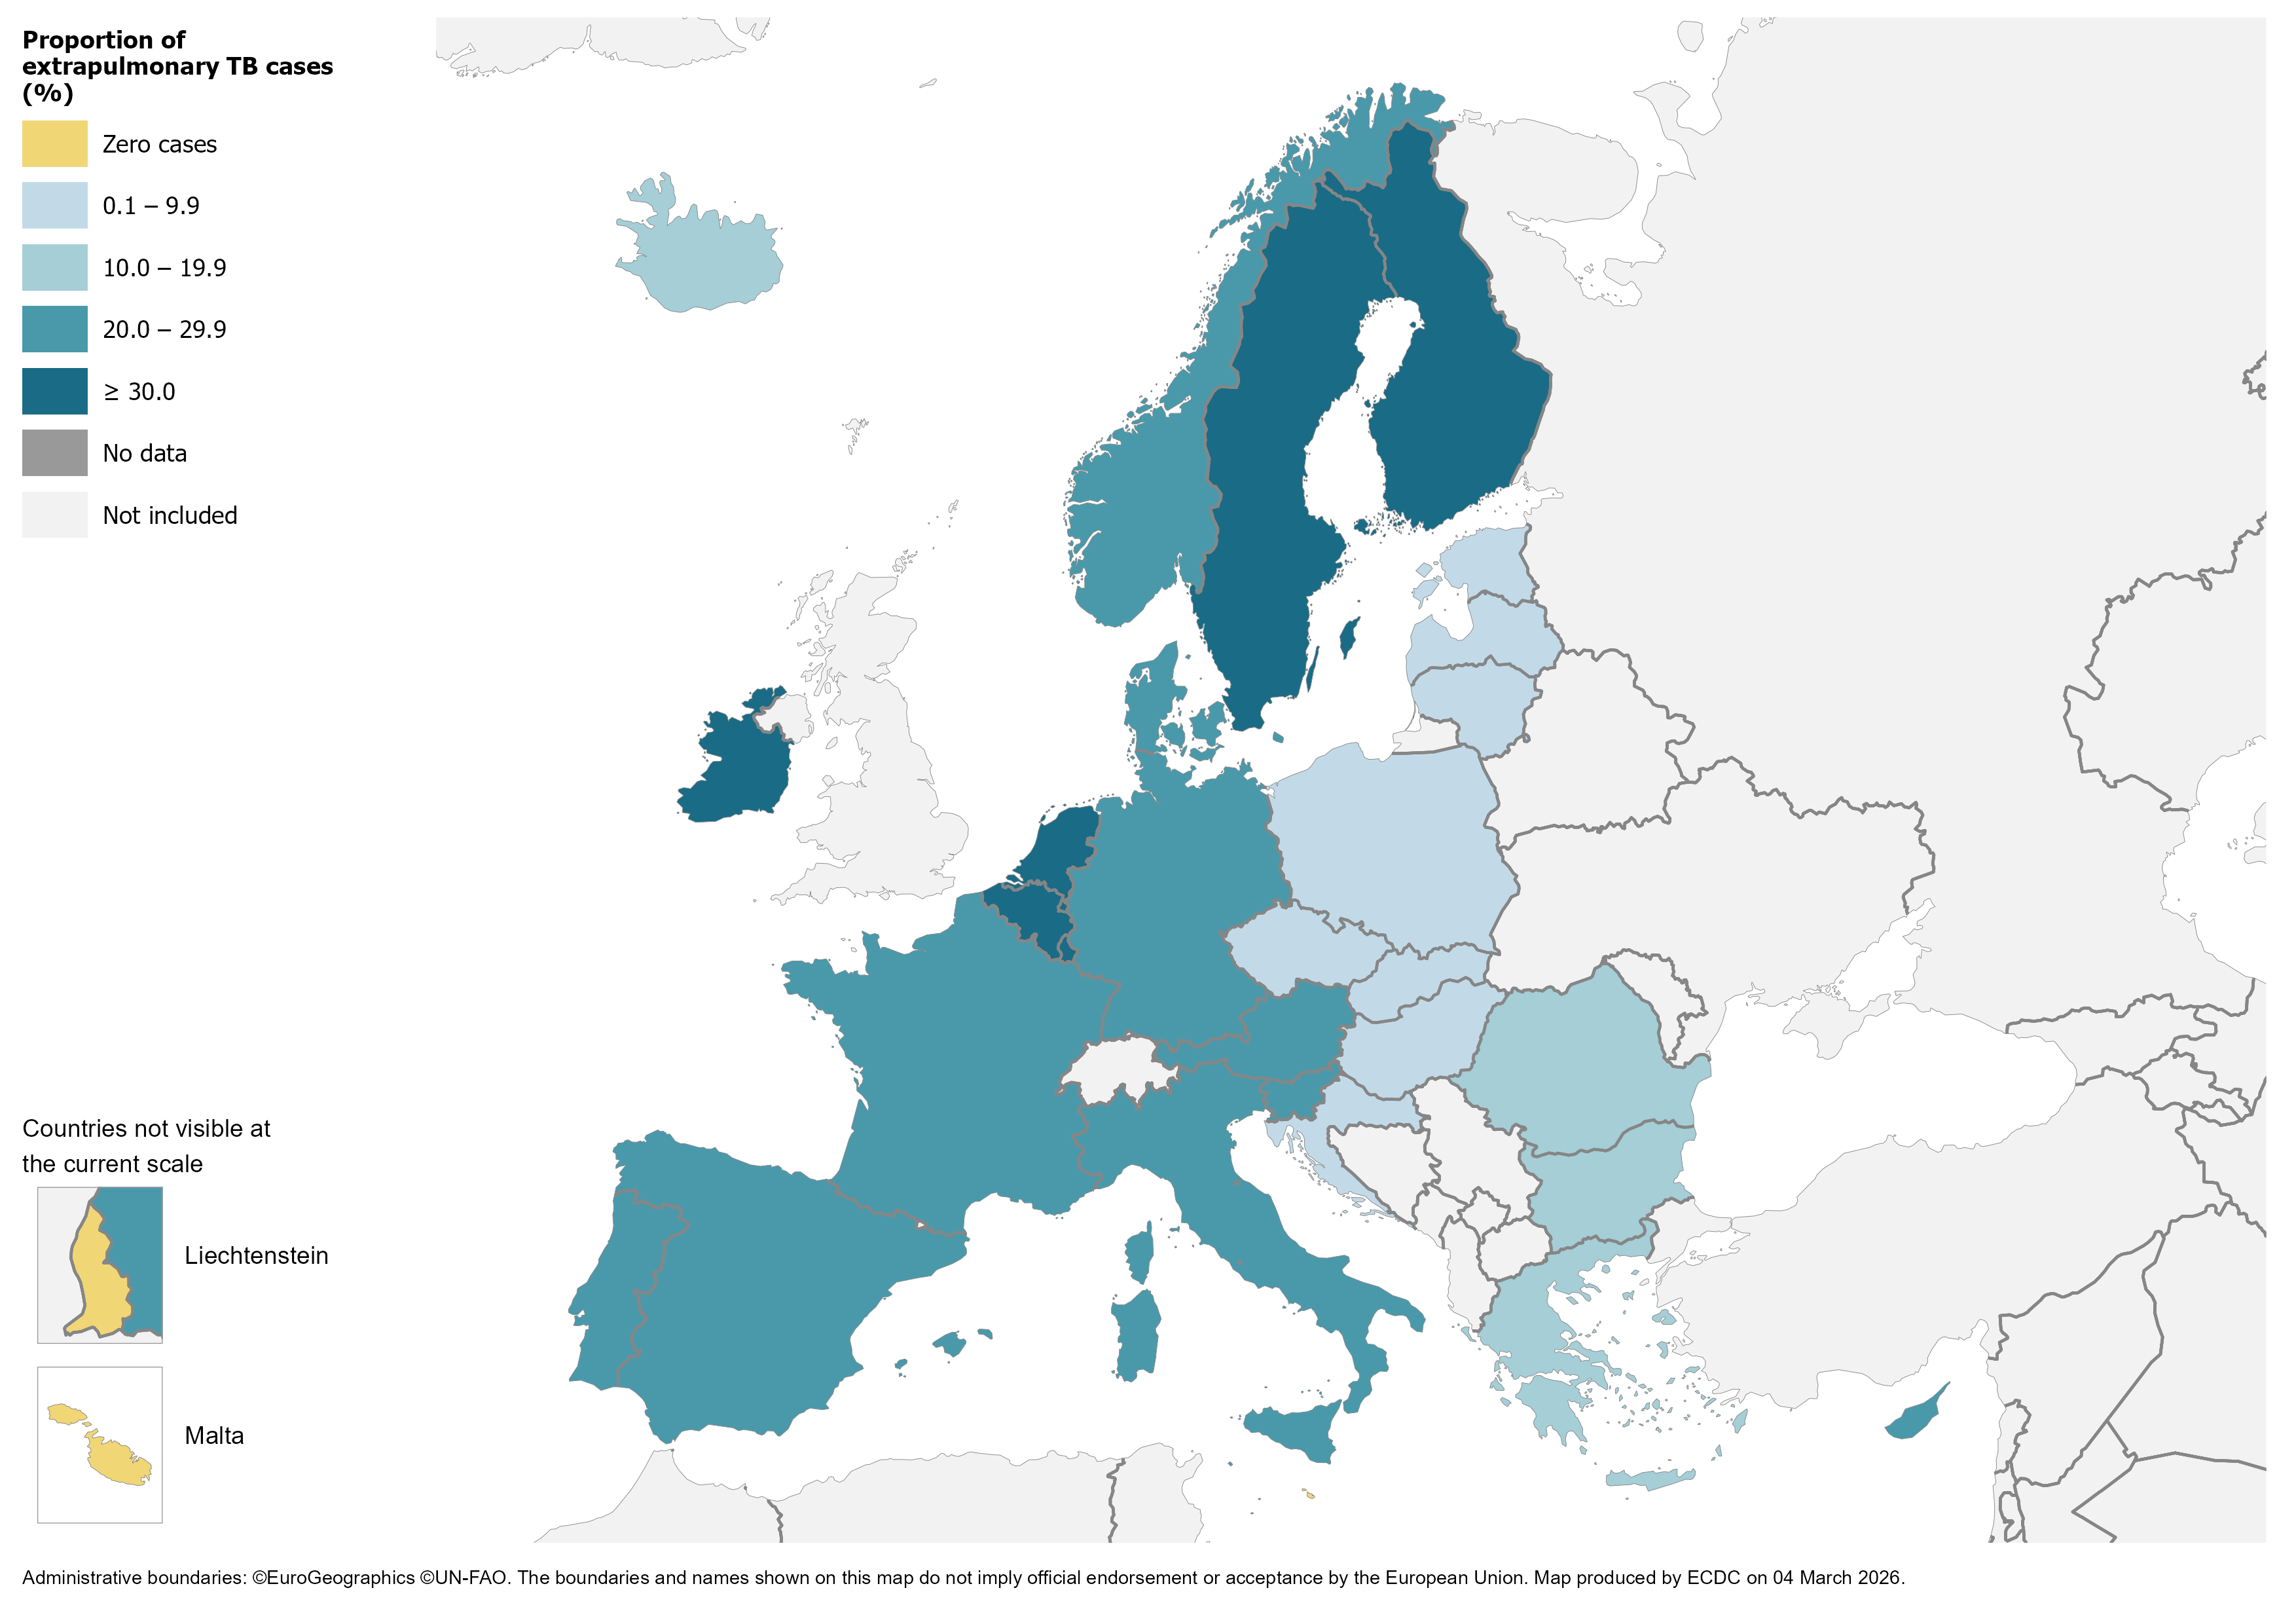 Proportion of
extrapulmonary TB cases
(%)
Zero cases
0.1 – 9.9
10.0 – 19.9
20.0 – 29.9
≥ 30.0
No data
Not included
Countries not visible at
the current scale
Liechtenstein
Malta
Administrative boundaries: ©EuroGeographics ©UN-FAO. The boundaries and names shown on this map do not imply official endorsement or acceptance by the European Union. Map produced by ECDC on 04 March 2026.